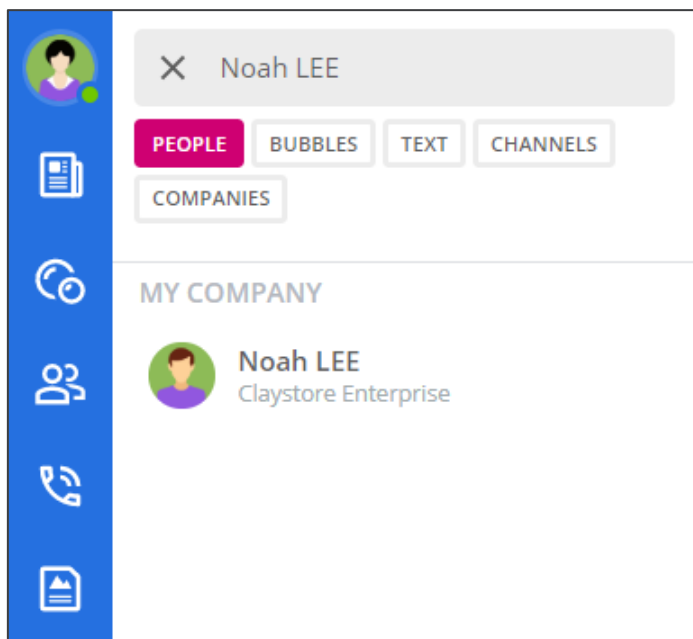 Noah LEE
PEOPLE BUBBLES TEXT CHANNELS
COMPANIES
MY COMPANY
Noah LEE
Claystore Enterprise